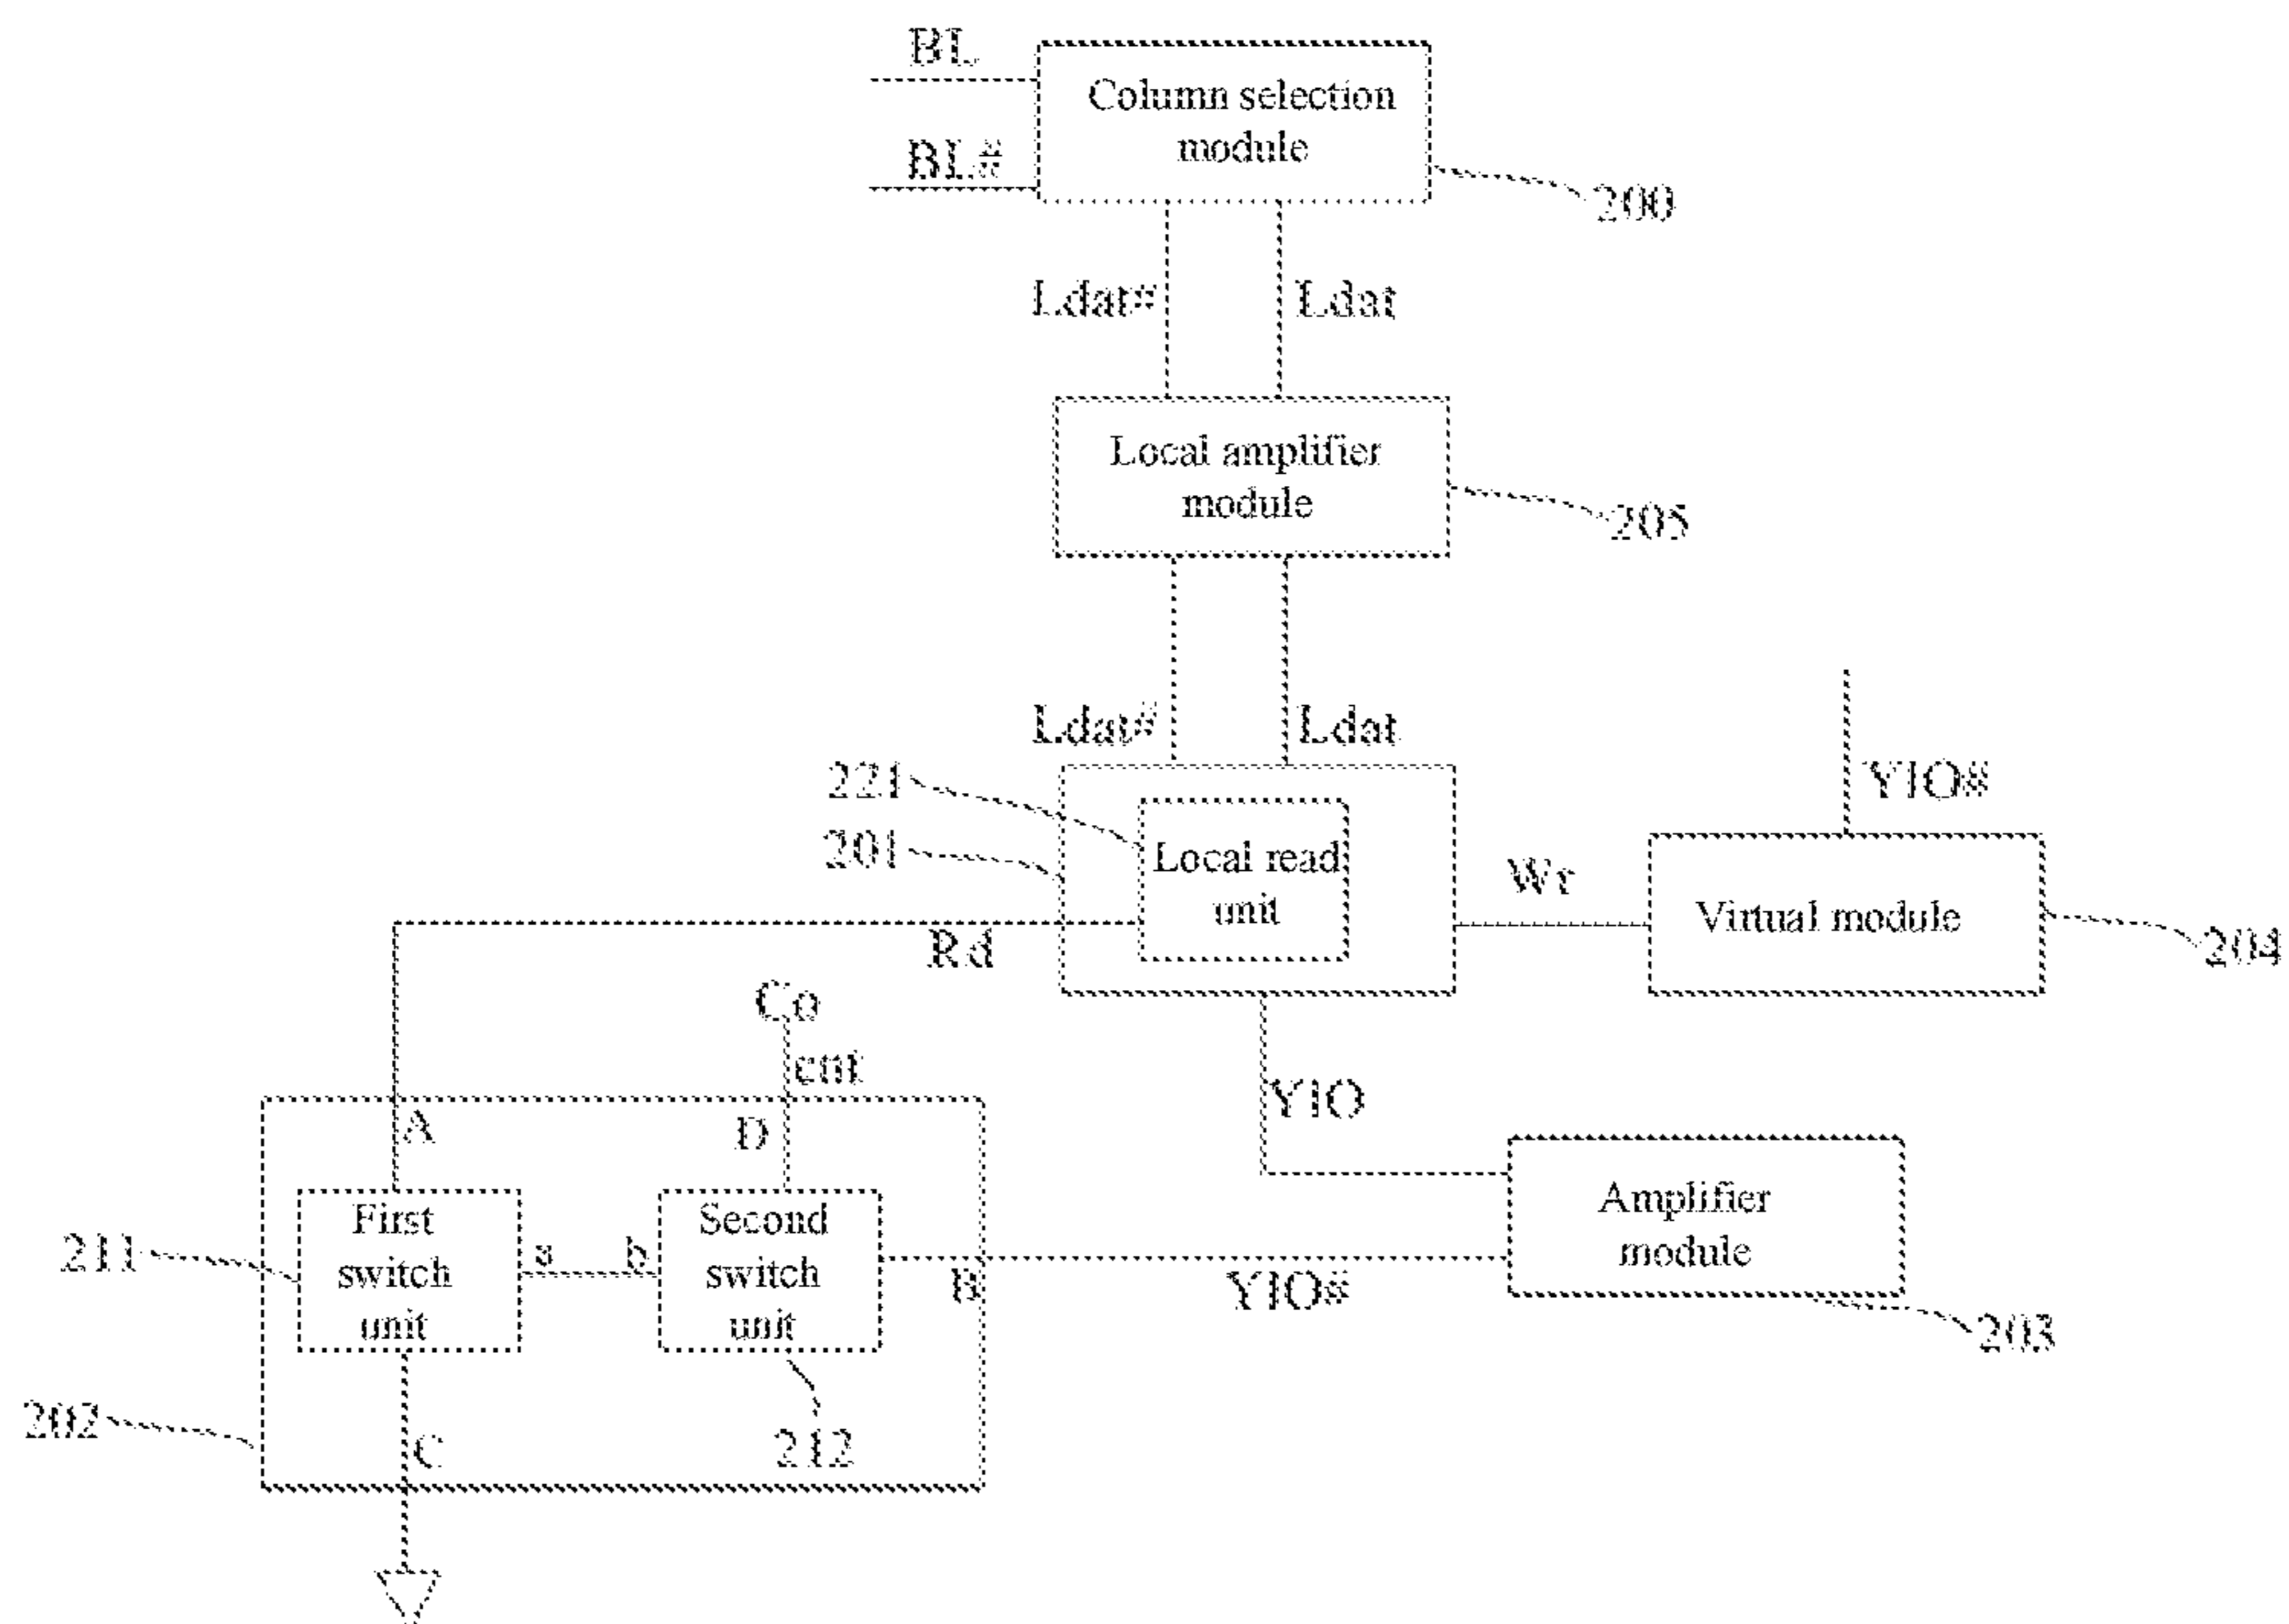 BL
Column selection
module
BL#
200
Ldat#
Ldat
Local amplifier
module
205
Ldat#
Ldat
221
YIO#
201
Local read
unit
Wr
Virtual module
204
Rd
Co
cnt
YIO
A
D
Amplifier
module
First
switch
unit
a
b
Second
switch
unit
211
B
YIO#
203
202
C
212